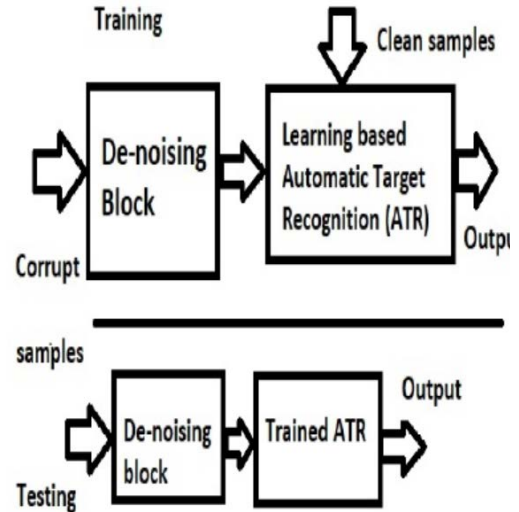 Training
Clean samples
De-noising
Block
Learning based
Automatic Target
Recognition (ATR)
Corrupt
Outpu
samples
Output
De-noising
block
Trained ATR
Testing